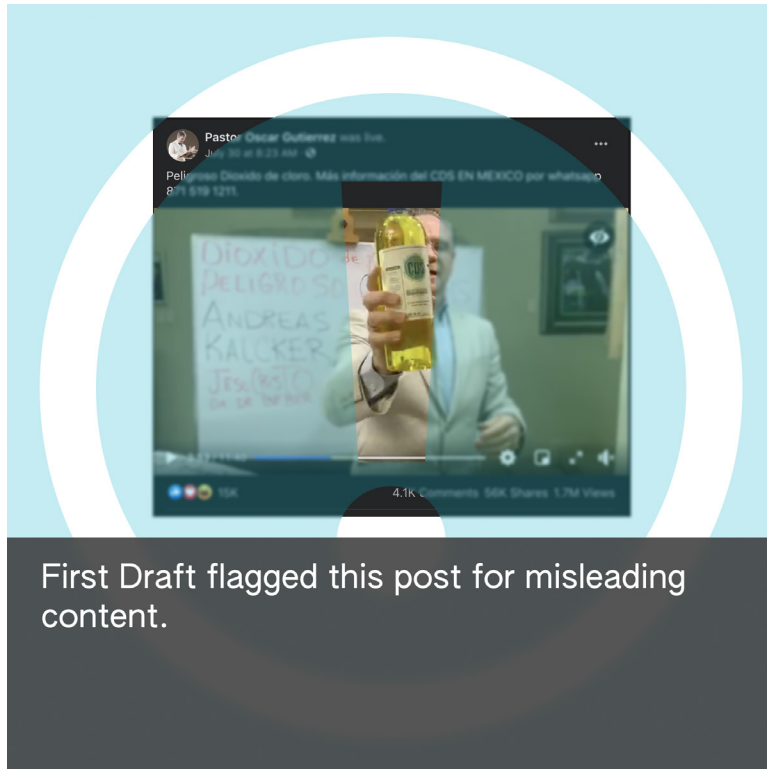 Pastor Oscar Gutierrez was live.
July 30 at 8:23 AM
Peligroso Dioxido de cloro. Más información del CDS EN MEXICO por whatsapp
871 519 1211.
DIOXIDO DE
PELIGROSO
ANDREAS
KALCKER
JESUCRISTO
CDS
15K
4.1K Comments 56K Shares 1.7M Views
First Draft flagged this post for misleading
content.